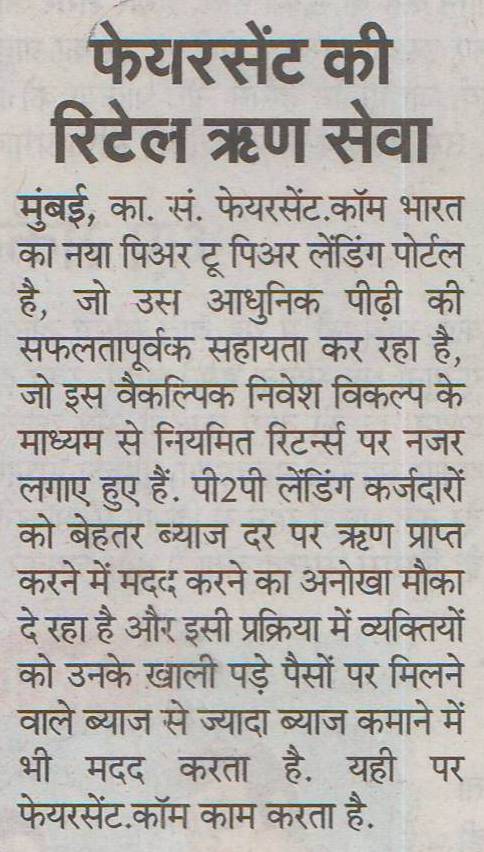 फेयरसेंट की
रिटेल ऋण सेवा
मुंबई, का. सं. फेयरसेंट.कॉम भारत
का नया पिअर टू पिअर लेंडिंग पोर्टल
है, जो उस आधुनिक पीढ़ी की
सफलतापूर्वक सहायता कर रहा है,
जो इस वैकल्पिक निवेश विकल्प के
माध्यम से नियमित रिटर्न्स पर नजर
लगाए हुए हैं. पी2पी लेंडिंग कर्जदारों
को बेहतर ब्याज दर पर ऋण प्राप्त
करने में मदद करने का अनोखा मौका
दे रहा है और इसी प्रक्रिया में व्यक्तियों
को उनके खाली पड़े पैसों पर मिलने
वाले ब्याज से ज्यादा ब्याज कमाने में
भी मदद करता है. यही पर
फेयरसेंट.कॉम काम करता है.